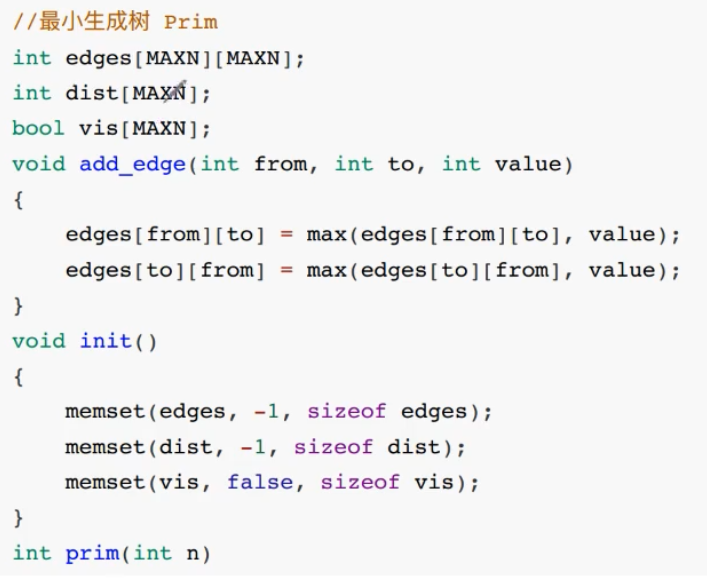 //最小生成树 Prim
int edges[MAXN][MAXN];
int dist[MAXN];
bool vis[MAXN];
void add_edge(int from, int to, int value)
{
    edges[from][to] = max(edges[from][to], value);
    edges[to][from] = max(edges[to][from], value);
}
void init()
{
    memset(edges, -1, sizeof edges);
    memset(dist, -1, sizeof dist);
    memset(vis, false, sizeof vis);
}
int prim(int n)